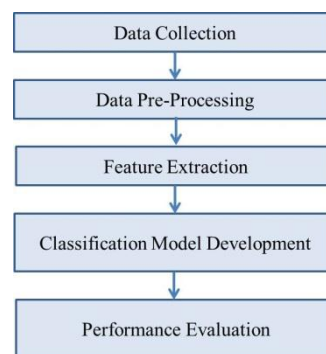 Data Collection
Data Pre-Processing
Feature Extraction
Classification Model Development
Performance Evaluation